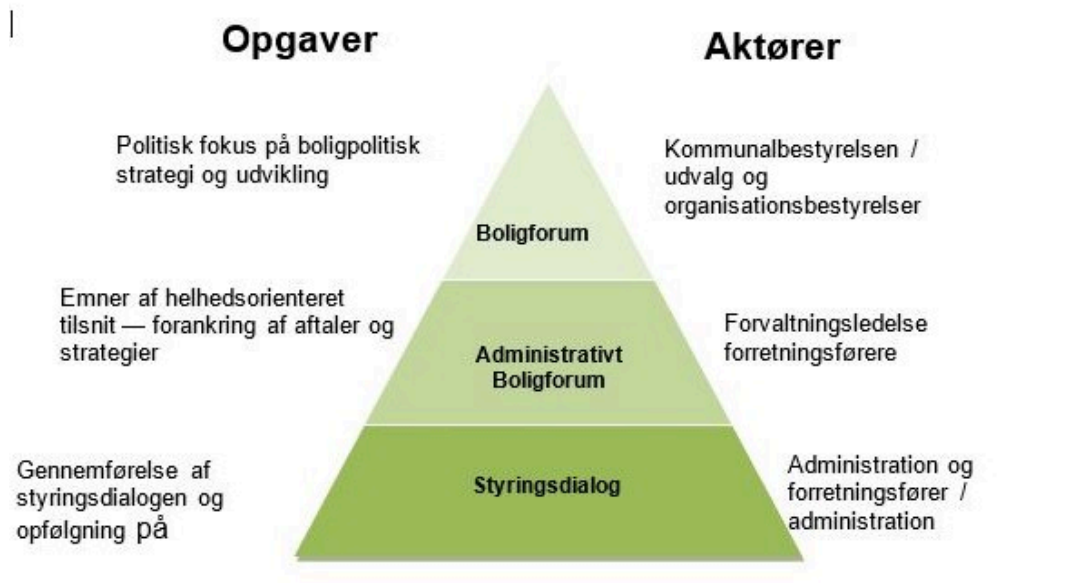 Opgaver
Aktører
Politisk fokus på boligpolitisk
strategi og udvikling
Kommunalbestyrelsen /
udvalg og
organisationsbestyrelser
Boligforum
Emner af helhedsorienteret
tilsnit — forankring af aftaler og
strategier
Administrativt
Boligforum
Forvaltningsledelse
forretningsførere
Gennemførelse af
styringsdialogen og
opfølgning på
Styringsdialog
Administration og
forretningsfører /
administration